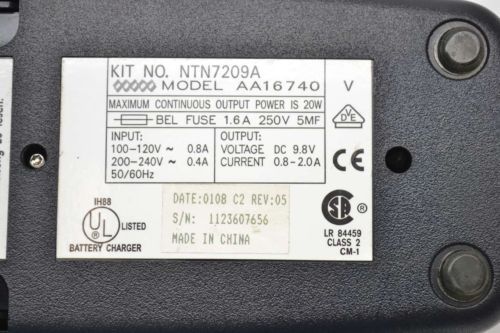 KIT NO. NTN7209A
MODEL AA16740 V
MAXIMUM CONTINUOUS OUTPUT POWER IS 20W
BEL FUSE 1.6A 250V 5MF
INPUT:
100-120V ~ 0.8A
200-240V ~ 0.4A
50/60Hz
OUTPUT:
VOLTAGE DC 9.8V
CURRENT 0.8-2.0A
VDE
CE
IH88
UL LISTED
BATTERY CHARGER
DATE:0108 C2 REV:05
S/N: 1123607656
MADE IN CHINA
SA
LR 84459
CLASS 2
CM-1